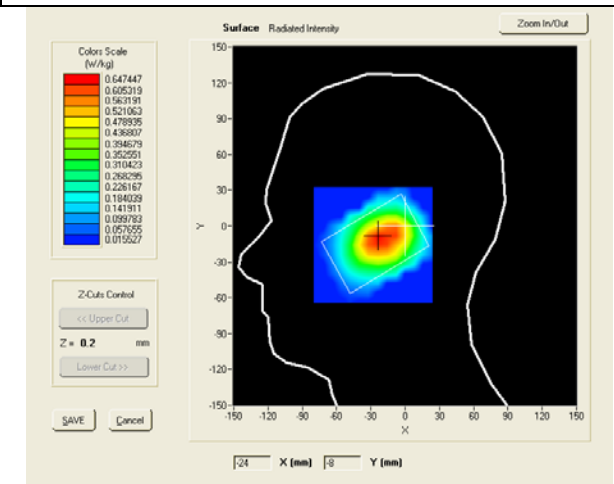 Surface Radiated Intensity
Zoom In/Out
Colors Scale
(W/kg)
0.647447
0.605319
0.563191
0.521063
0.478935
0.436807
0.394679
0.352551
0.310423
0.268295
0.226167
0.184039
0.141911
0.099783
0.057655
0.015527
Z-Cuts Control
<< Upper Cut
Z = 0.2 mm
Lower Cut >>
SAVE Cancel
150
120
90
60
30
0
-30
-60
-90
-120
-150
Y
-150 -120 -90 -60 -30 0 30 60 90 120 150
X
-24 X (mm) -8 Y (mm)